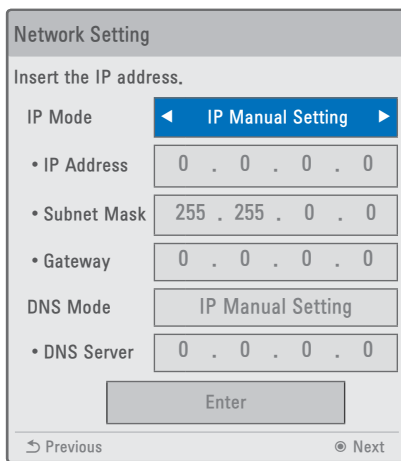 Network Setting
Insert the IP address.
IP Mode ◀ IP Manual Setting ▶
• IP Address 0 . 0 . 0 . 0
• Subnet Mask 255 . 255 . 0 . 0
• Gateway 0 . 0 . 0 . 0
DNS Mode IP Manual Setting
• DNS Server 0 . 0 . 0 . 0
Enter
⮌ Previous ◉ Next